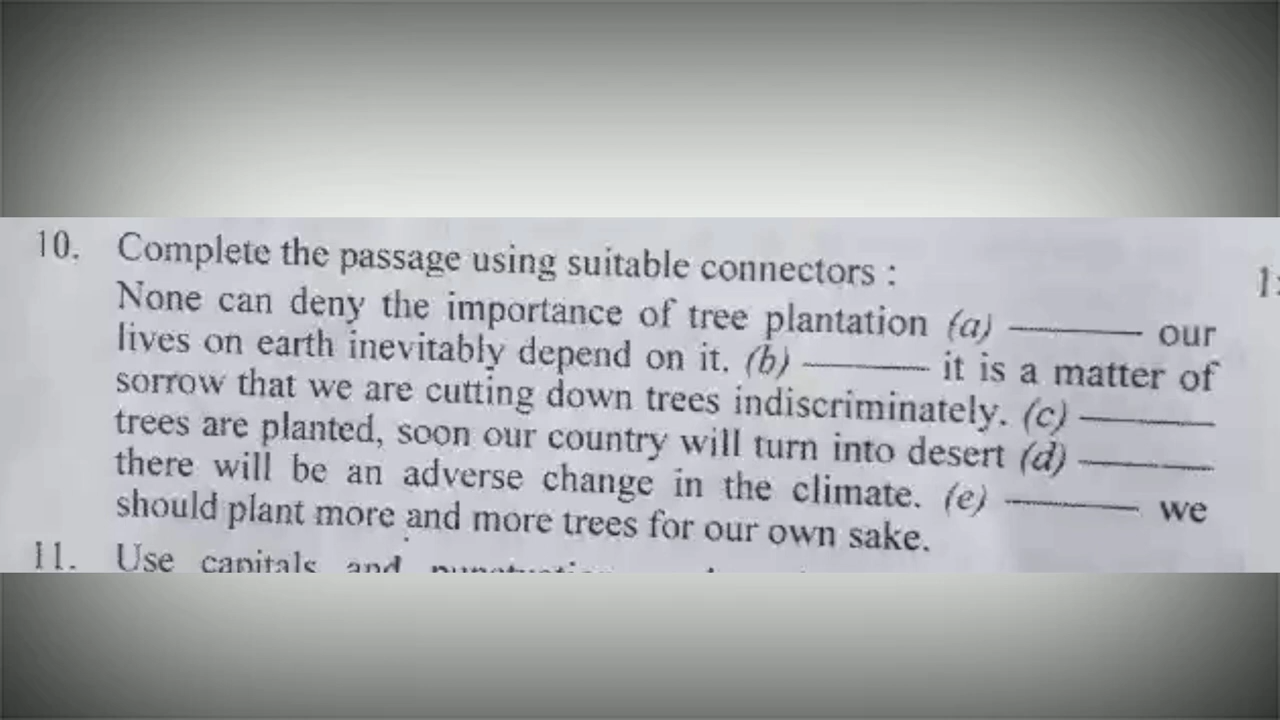 10. Complete the passage using suitable connectors :
None can deny the importance of tree plantation (a) ———— our
lives on earth inevitably depend on it. (b) ———— it is a matter of
sorrow that we are cutting down trees indiscriminately. (c) ————
trees are planted, soon our country will turn into desert (d) ————
there will be an adverse change in the climate. (e) ———— we
should plant more and more trees for our own sake.
11. Use capitals and